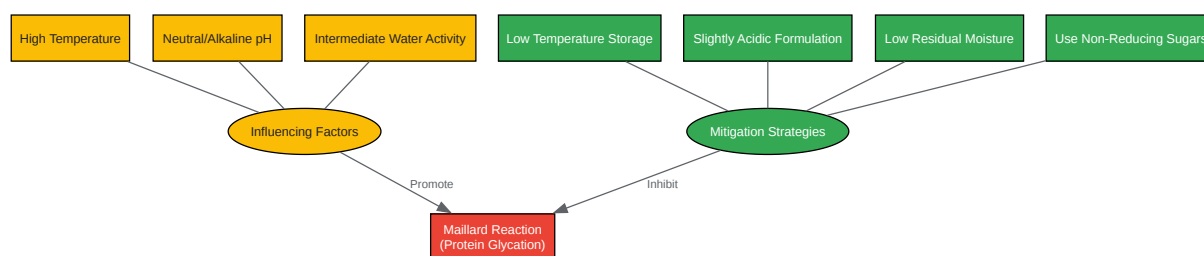 High Temperature
Neutral/Alkaline pH
Intermediate Water Activity
Low Temperature Storage
Slightly Acidic Formulation
Low Residual Moisture
Use Non-Reducing Sugars
Influencing Factors
Mitigation Strategies
Promote
Inhibit
Maillard Reaction
(Protein Glycation)